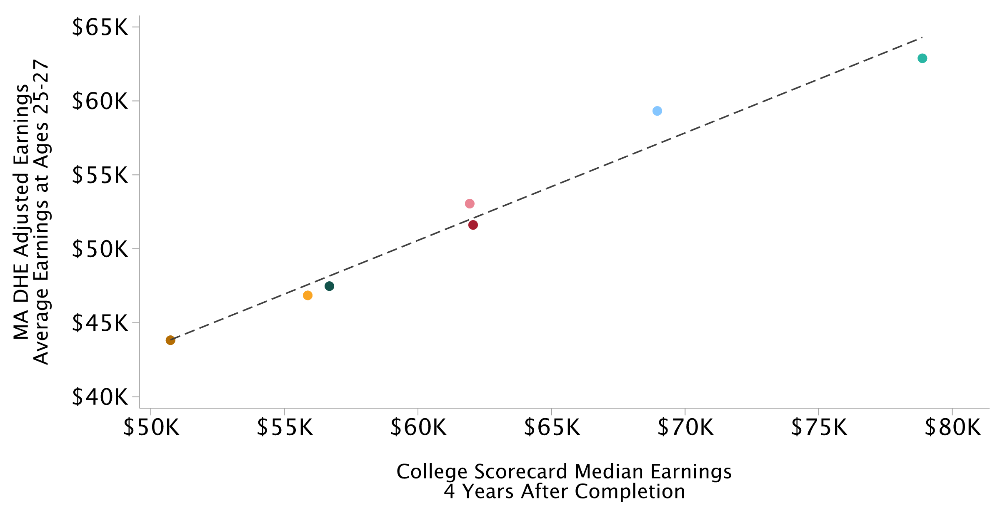 $65K
$60K
$55K
$50K
$45K
$40K
MA DHE Adjusted Earnings
Average Earnings at Ages 25-27
$50K
$55K
$60K
$65K
$70K
$75K
$80K
College Scorecard Median Earnings
4 Years After Completion